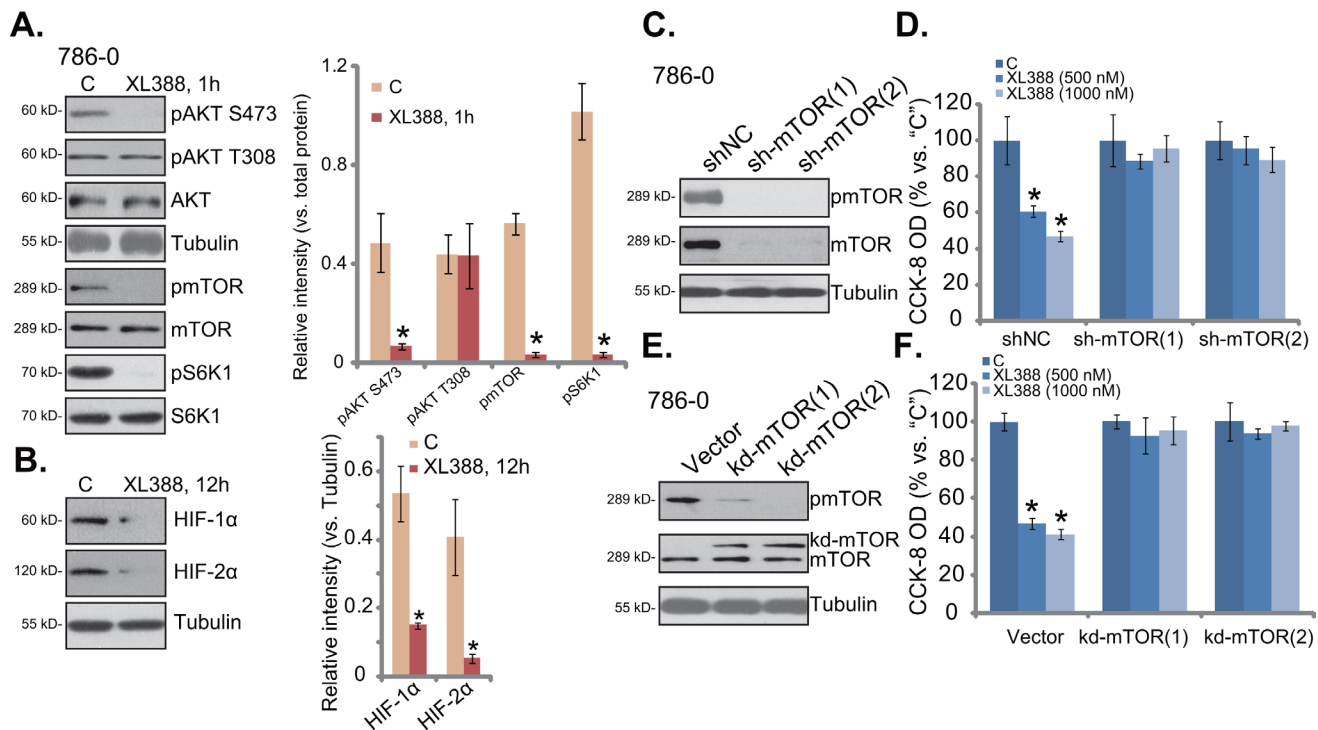 A.
786-0
C XL388, 1h
60 kD- pAKT S473
60 kD- pAKT T308
60 kD- AKT
55 kD- Tubulin
289 kD- pmTOR
289 kD- mTOR
70 kD- pS6K1
70 kD- S6K1
Relative intensity (vs. total protein)
1.2
0.8
0.4
0
C
XL388, 1h
*
*
*
pAKT S473
pAKT T308
pmTOR
pS6K1
B.
C XL388, 12h
60 kD- HIF-1α
120 kD- HIF-2α
55 kD- Tubulin
Relative intensity (vs. Tubulin)
0.6
0.4
0.2
0
C
XL388, 12h
*
*
HIF-1α
HIF-2α
C.
786-0
shNC
sh-mTOR(1)
sh-mTOR(2)
289 kD- pmTOR
289 kD- mTOR
55 kD- Tubulin
D.
C
XL388 (500 nM)
XL388 (1000 nM)
CCK-8 OD (% vs. “C”)
120
100
80
60
40
20
0
*
*
shNC sh-mTOR(1) sh-mTOR(2)
E.
786-0
Vector
kd-mTOR(1)
kd-mTOR(2)
289 kD- pmTOR
kd-mTOR
289 kD- mTOR
55 kD- Tubulin
F.
C
XL388 (500 nM)
XL388 (1000 nM)
CCK-8 OD (% vs. “C”)
120
100
80
60
40
20
0
*
*
Vector kd-mTOR(1) kd-mTOR(2)